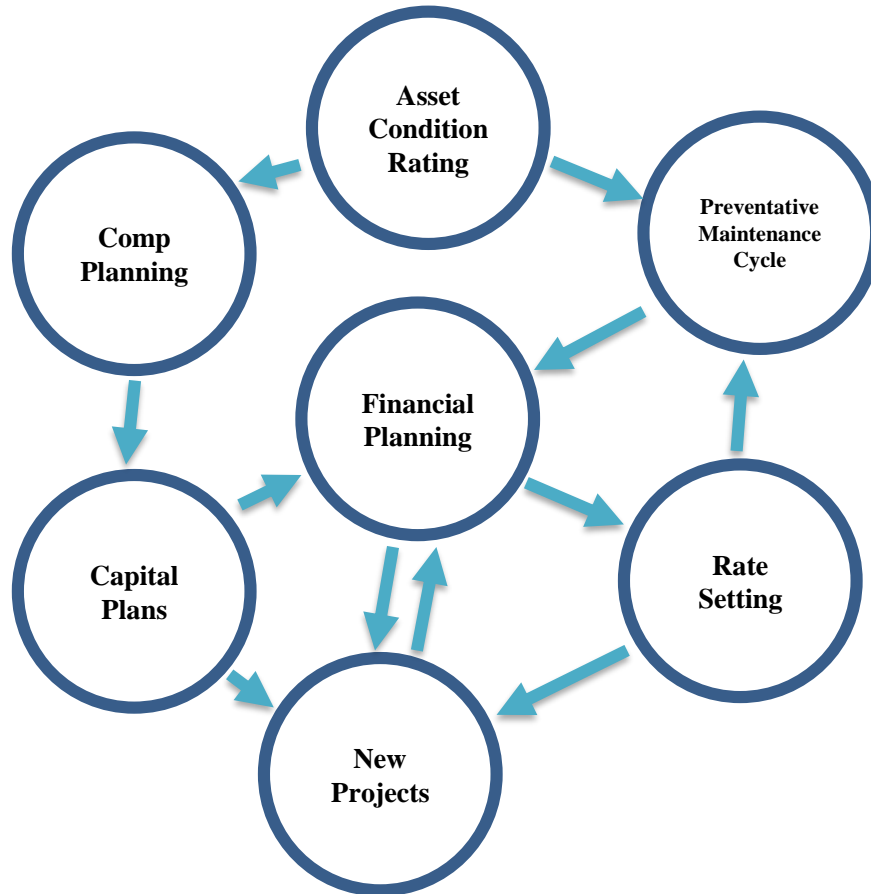 Asset
Condition
Rating
Comp
Planning
Preventative
Maintenance
Cycle
Financial
Planning
Capital
Plans
Rate
Setting
New
Projects